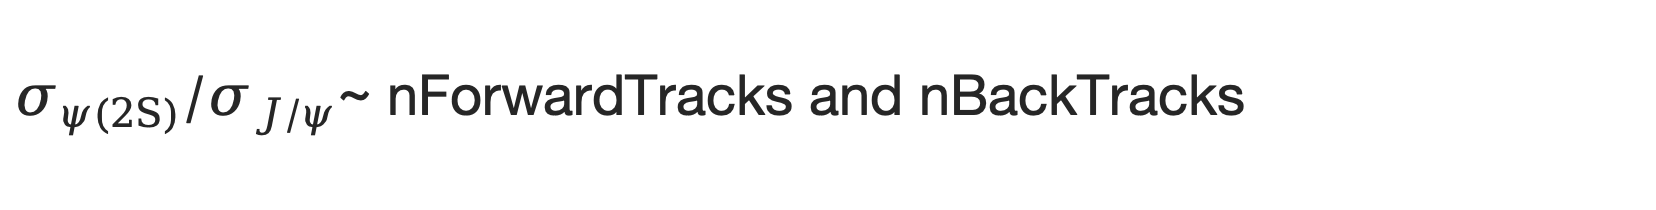 σ_ψ(2S)/σ_J/ψ ~ nForwardTracks and nBackTracks